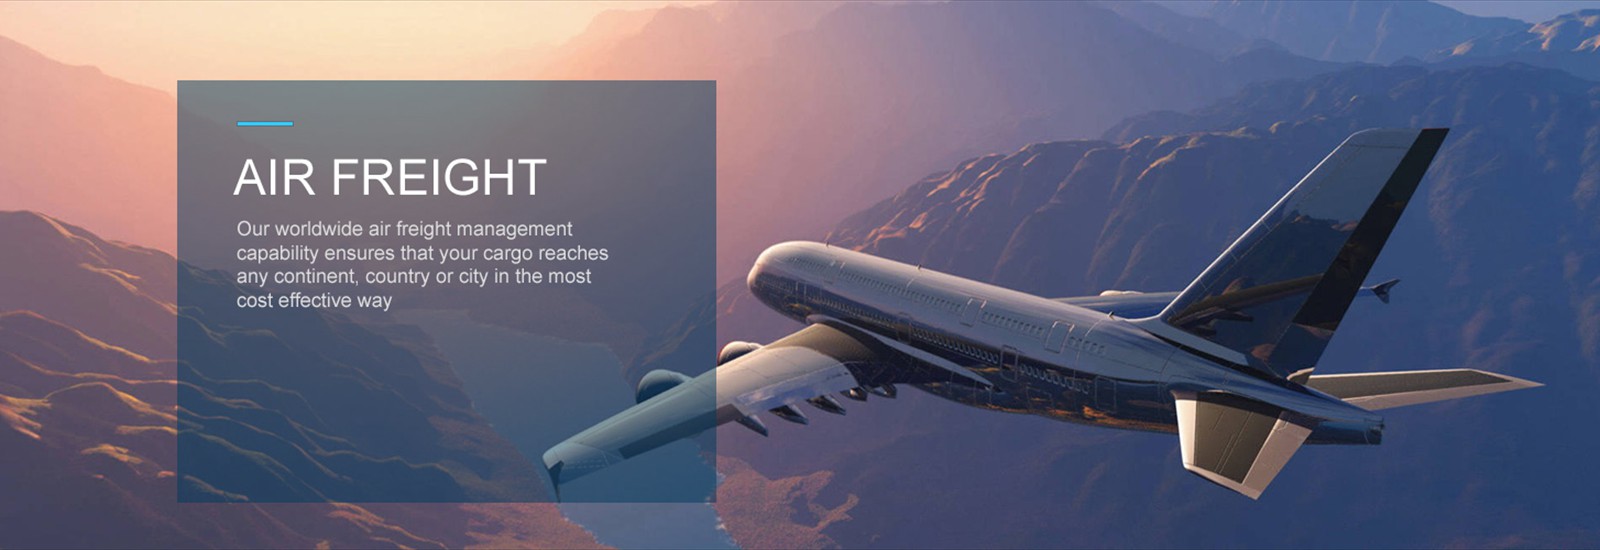 AIR FREIGHT
Our worldwide air freight management
capability ensures that your cargo reaches
any continent, country or city in the most
cost effective way